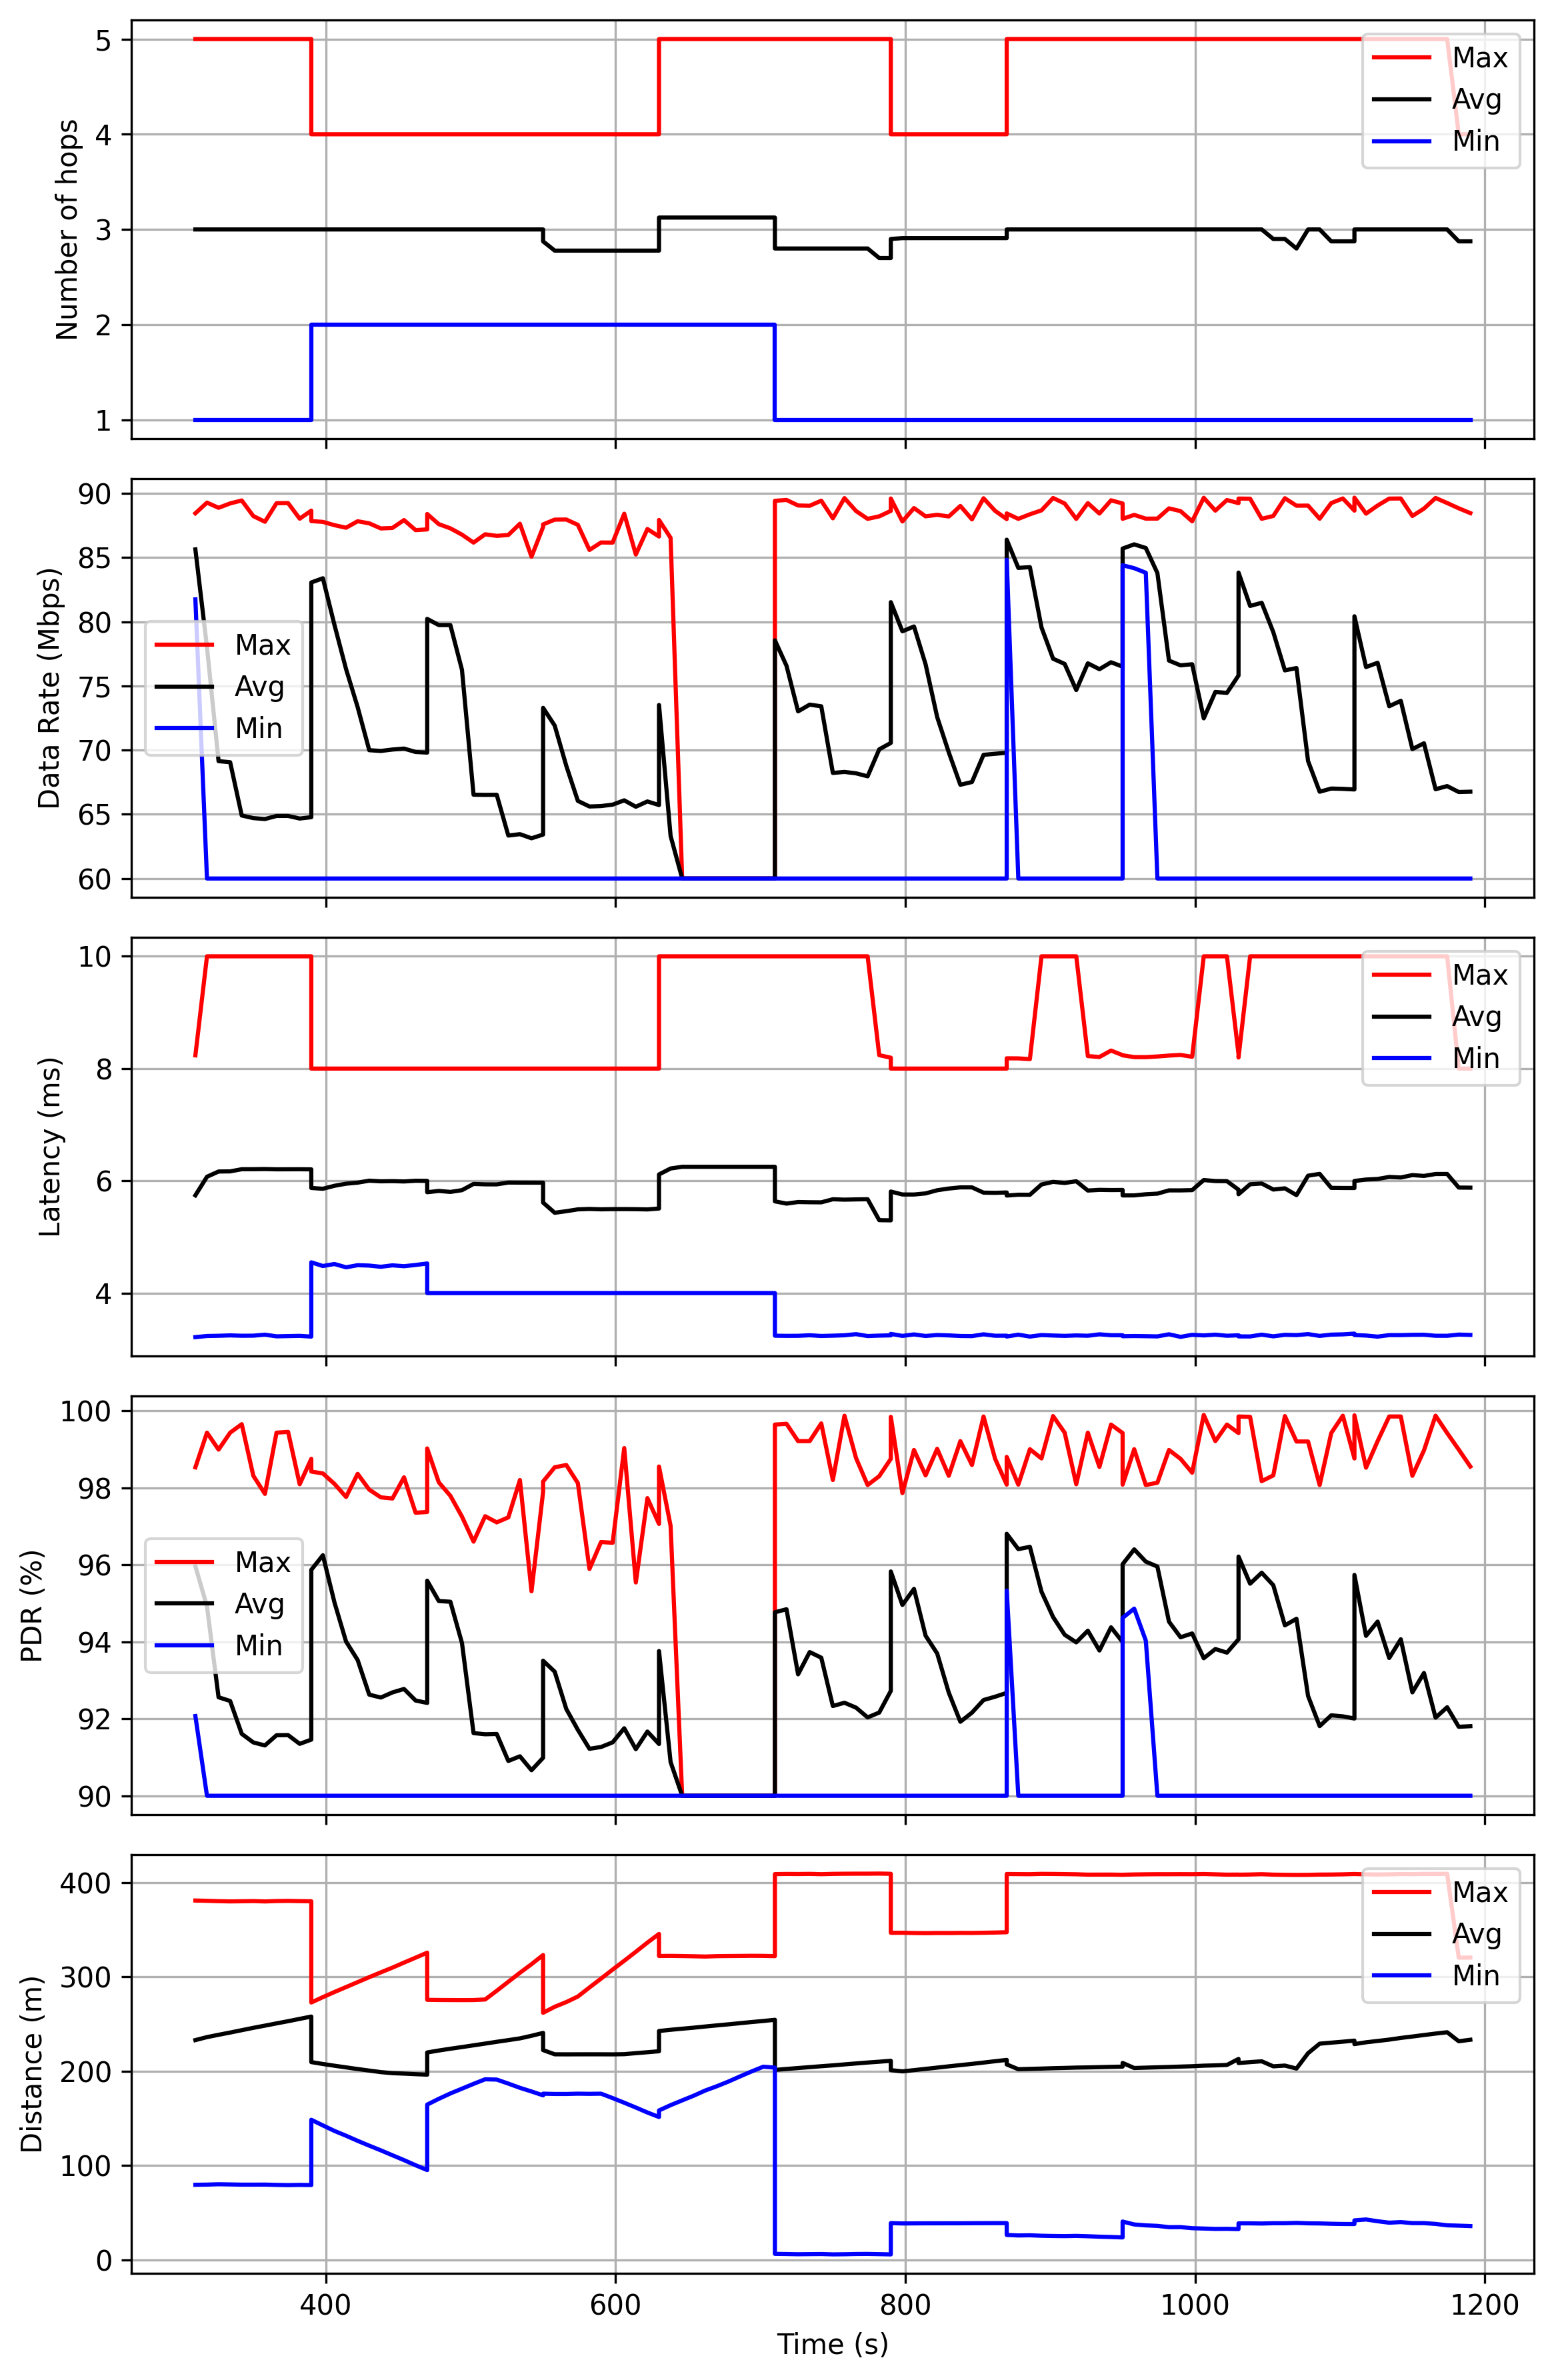 5
4
3
2
1
Number of hops
Max
Avg
Min
90
85
80
75
70
65
60
Data Rate (Mbps)
Max
Avg
Min
10
8
6
4
Latency (ms)
Max
Avg
Min
100
98
96
94
92
90
PDR (%)
Max
Avg
Min
400
300
200
100
0
Distance (m)
Max
Avg
Min
400 600 800 1000 1200
Time (s)